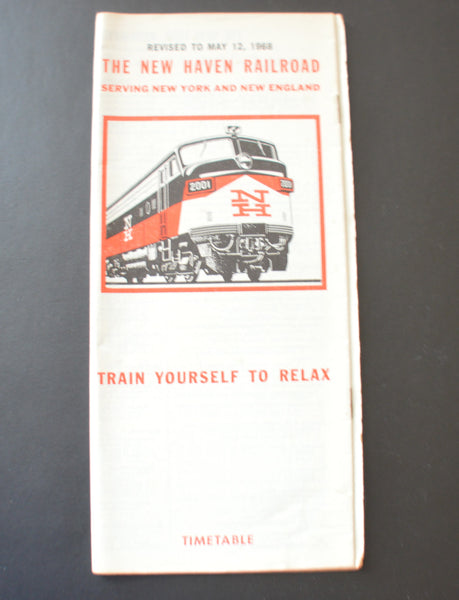 REVISED TO MAY 12, 1968
THE NEW HAVEN RAILROAD
SERVING NEW YORK AND NEW ENGLAND
2001
NH
NH
TRAIN YOURSELF TO RELAX
TIMETABLE